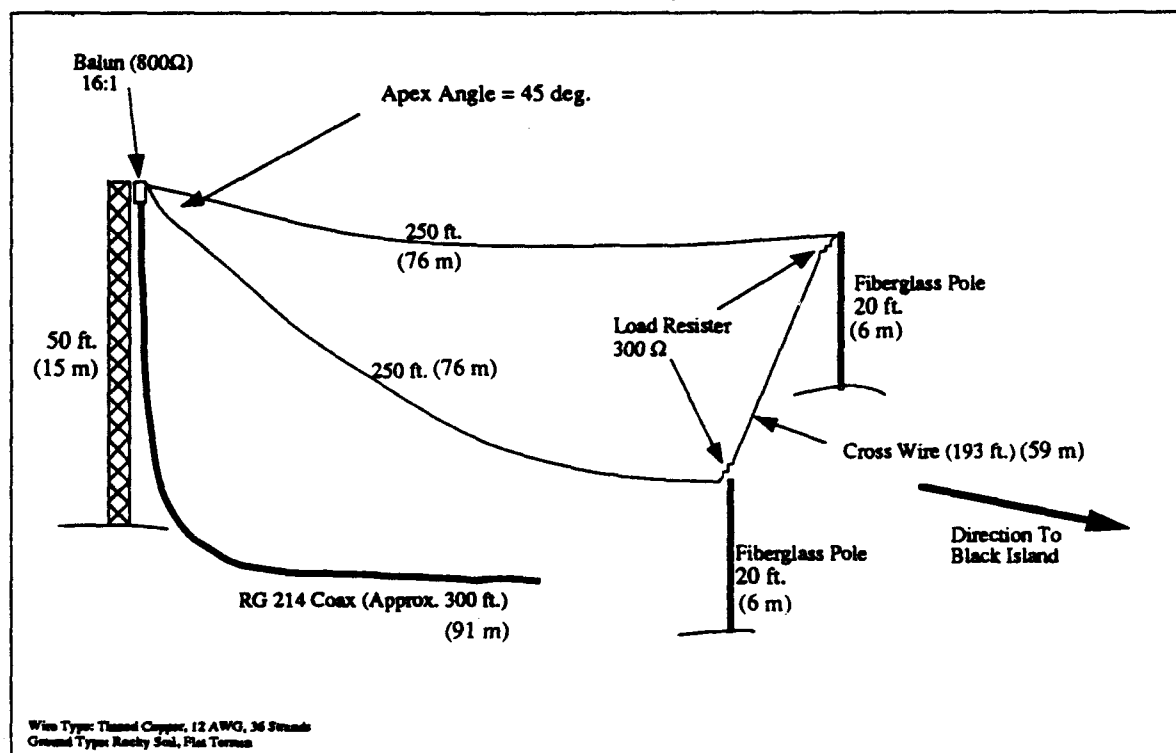 Balun (800Ω)
16:1
Apex Angle = 45 deg.
250 ft.
(76 m)
Fiberglass Pole
20 ft.
(6 m)
Load Resister
300 Ω
50 ft.
(15 m)
250 ft. (76 m)
Cross Wire (193 ft.) (59 m)
Direction To
Black Island
Fiberglass Pole
20 ft.
(6 m)
RG 214 Coax (Approx. 300 ft.)
(91 m)
Wire Type: Tinned Copper, 12 AWG, 36 Strands
Ground Type: Rocky Soil, Flat Terrain